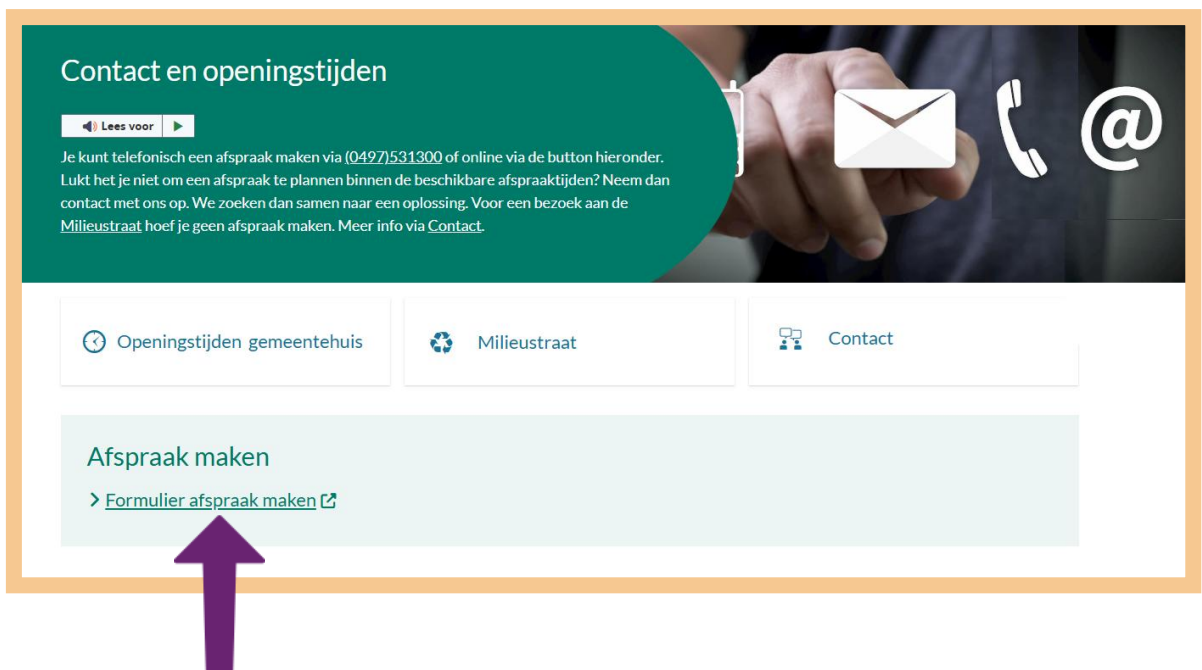 Contact en openingstijden
Lees voor
Je kunt telefonisch een afspraak maken via (0497)531300 of online via de button hieronder.
Lukt het je niet om een afspraak te plannen binnen de beschikbare afspraaktijden? Neem dan
contact met ons op. We zoeken dan samen naar een oplossing. Voor een bezoek aan de
Milieustraat hoef je geen afspraak maken. Meer info via Contact.
@
Openingstijden gemeentehuis
Milieustraat
Contact
Afspraak maken
Formulier afspraak maken